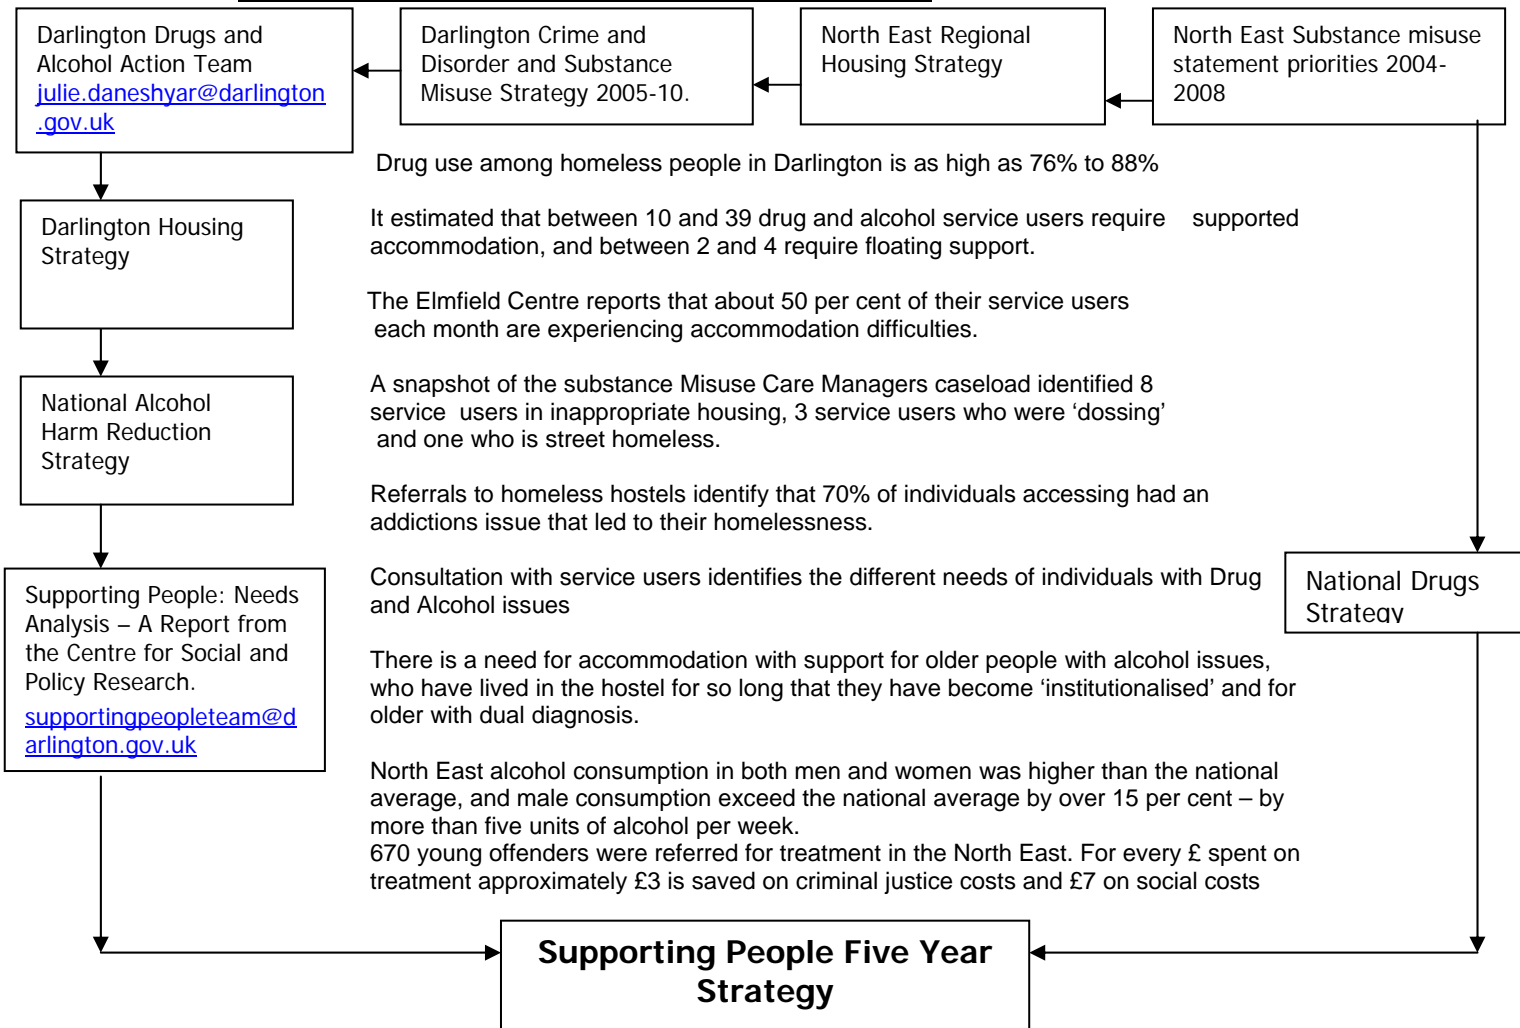 Darlington Drugs and
Alcohol Action Team
julie.daneshyar@darlington
.gov.uk
Darlington Crime and
Disorder and Substance
Misuse Strategy 2005-10.
North East Regional
Housing Strategy
North East Substance misuse
statement priorities 2004-
2008
Drug use among homeless people in Darlington is as high as 76% to 88%
Darlington Housing
Strategy
It estimated that between 10 and 39 drug and alcohol service users require supported
accommodation, and between 2 and 4 require floating support.
The Elmfield Centre reports that about 50 per cent of their service users
each month are experiencing accommodation difficulties.
National Alcohol
Harm Reduction
Strategy
A snapshot of the substance Misuse Care Managers caseload identified 8
service users in inappropriate housing, 3 service users who were ‘dossing’
and one who is street homeless.
Referrals to homeless hostels identify that 70% of individuals accessing had an
addictions issue that led to their homelessness.
Supporting People: Needs
Analysis – A Report from
the Centre for Social and
Policy Research.
supportingpeopleteam@d
arlington.gov.uk
Consultation with service users identifies the different needs of individuals with Drug
and Alcohol issues
National Drugs
Strategy
There is a need for accommodation with support for older people with alcohol issues,
who have lived in the hostel for so long that they have become ‘institutionalised’ and for
older with dual diagnosis.
North East alcohol consumption in both men and women was higher than the national
average, and male consumption exceed the national average by over 15 per cent – by
more than five units of alcohol per week.
670 young offenders were referred for treatment in the North East. For every £ spent on
treatment approximately £3 is saved on criminal justice costs and £7 on social costs
Supporting People Five Year
Strategy